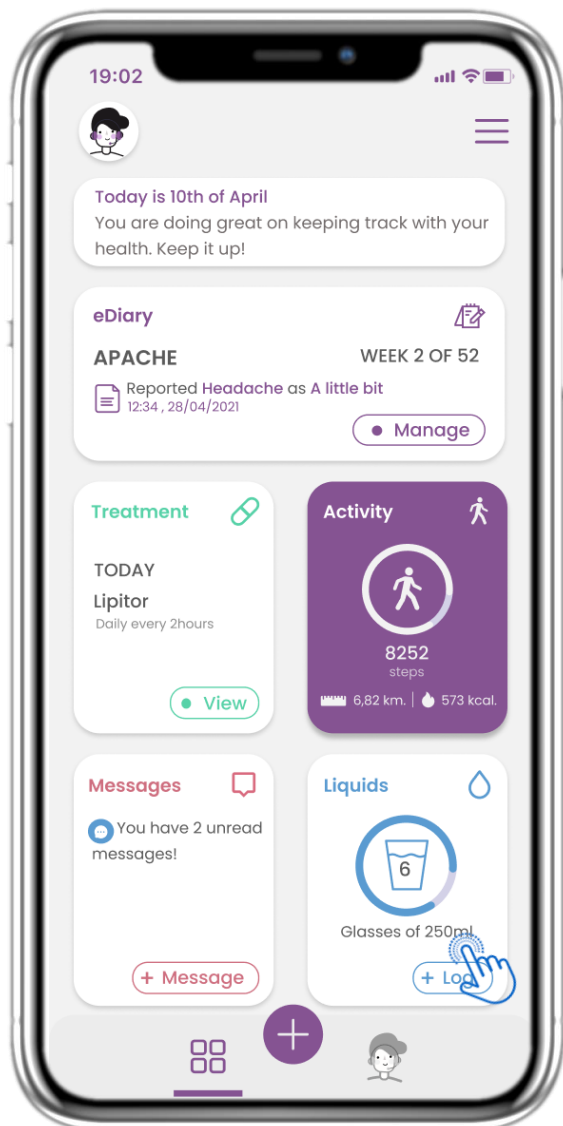 19:02
Today is 10th of April
You are doing great on keeping track with your
health. Keep it up!
eDiary
APACHE
WEEK 2 OF 52
Reported Headache as A little bit
12:34 , 28/04/2021
Manage
Treatment
TODAY
Lipitor
Daily every 2hours
View
Activity
8252
steps
6,82 km. | 573 kcal.
Messages
You have 2 unread
messages!
+ Message
Liquids
6
Glasses of 250ml
+ Log